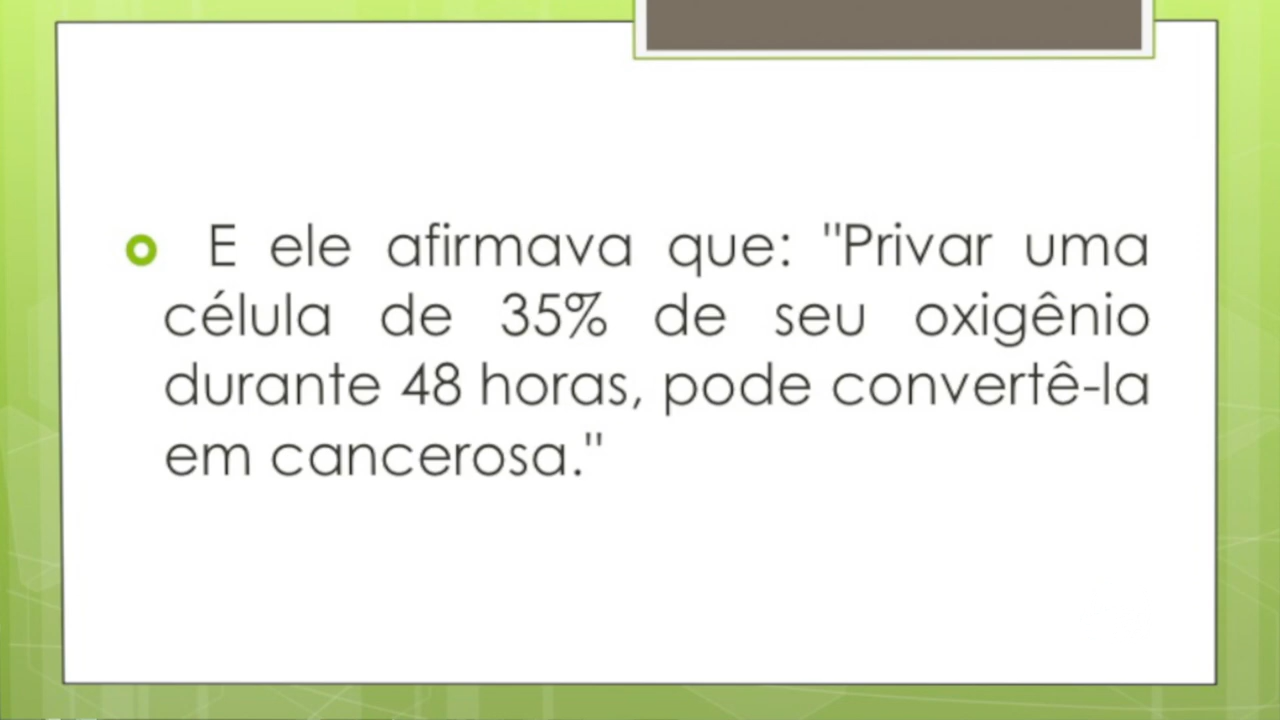 E ele afirmava que: "Privar uma
célula de 35% de seu oxigênio
durante 48 horas, pode convertê-la
em cancerosa."